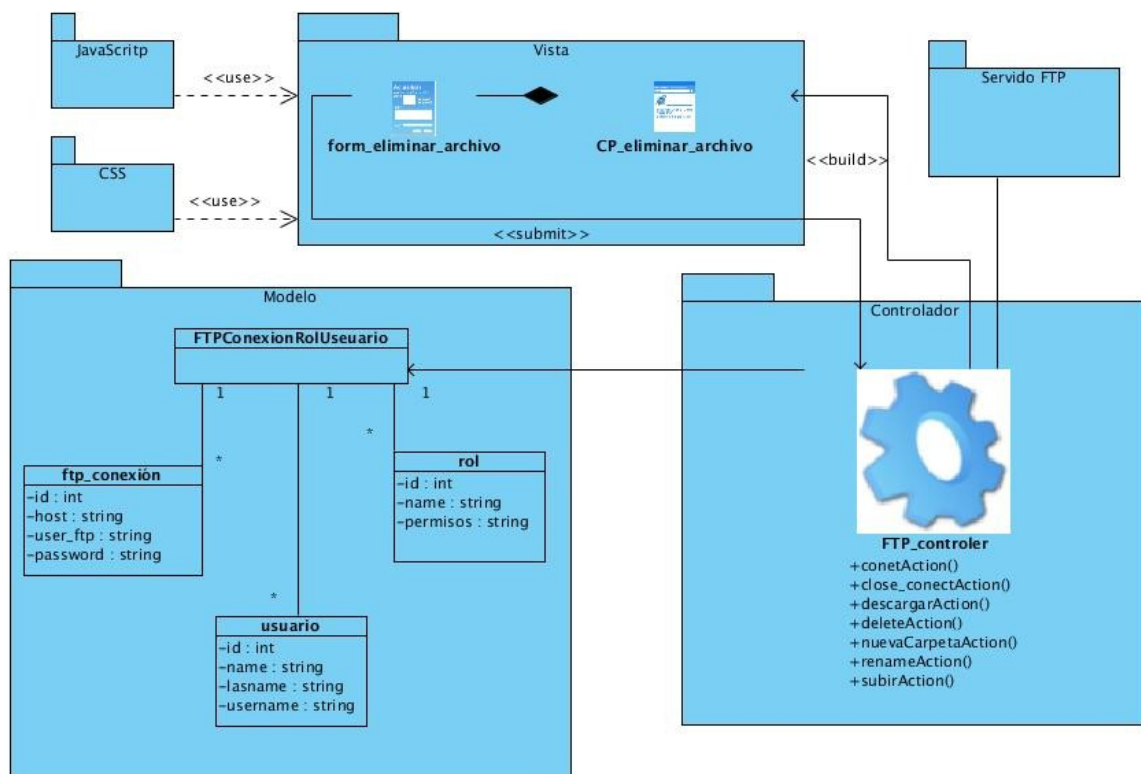 JavaScritp
<<use>>
CSS
<<use>>
Vista
form_eliminar_archivo
CP_eliminar_archivo
<<submit>>
<<build>>
Servido FTP
Modelo
FTPConexionRolUseuario
1
1
1
*
*
*
ftp_conexión
-id : int
-host : string
-user_ftp : string
-password : string
rol
-id : int
-name : string
-permisos : string
usuario
-id : int
-name : string
-lasname : string
-username : string
Controlador
FTP_controler
+conetAction()
+close_conectAction()
+descargarAction()
+deleteAction()
+nuevaCarpetaAction()
+renameAction()
+subirAction()